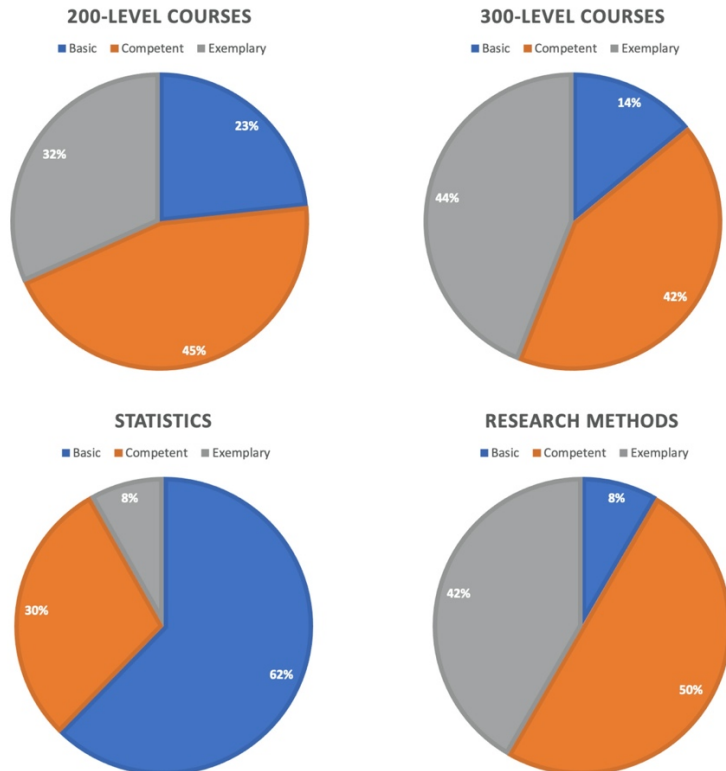 200-LEVEL COURSES
Basic Competent Exemplary
23%
32%
45%
300-LEVEL COURSES
Basic Competent Exemplary
14%
44%
42%
STATISTICS
Basic Competent Exemplary
8%
30%
62%
RESEARCH METHODS
Basic Competent Exemplary
8%
42%
50%